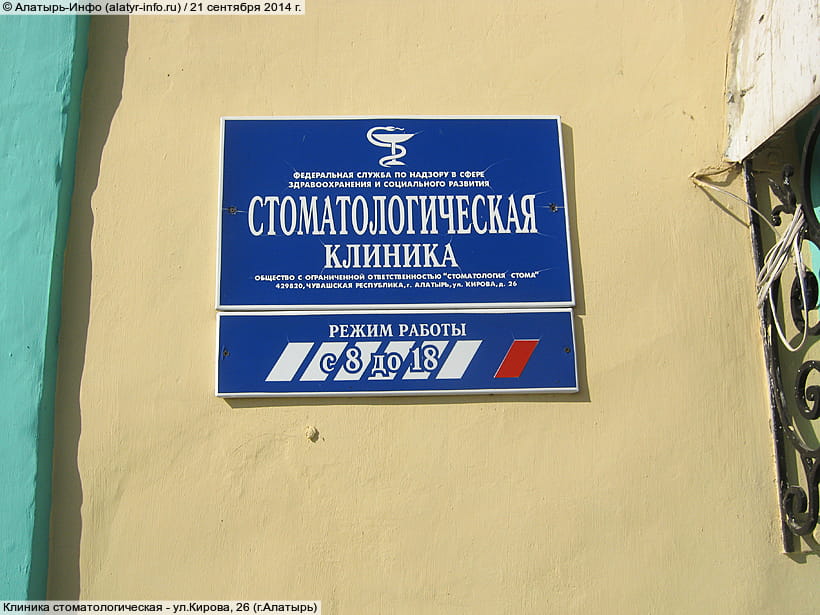 © Алатырь-Инфо (alatyr-info.ru) / 21 сентября 2014 г.
ФЕДЕРАЛЬНАЯ СЛУЖБА ПО НАДЗОРУ В СФЕРЕ
ЗДРАВООХРАНЕНИЯ И СОЦИАЛЬНОГО РАЗВИТИЯ
СТОМАТОЛОГИЧЕСКАЯ
КЛИНИКА
ОБЩЕСТВО С ОГРАНИЧЕННОЙ ОТВЕТСТВЕННОСТЬЮ "СТОМАТОЛОГИЯ СТОМА"
429820, ЧУВАШСКАЯ РЕСПУБЛИКА, г. АЛАТЫРЬ, ул. КИРОВА, д. 26
РЕЖИМ РАБОТЫ
с 8 до 18
Клиника стоматологическая - ул.Кирова, 26 (г.Алатырь)